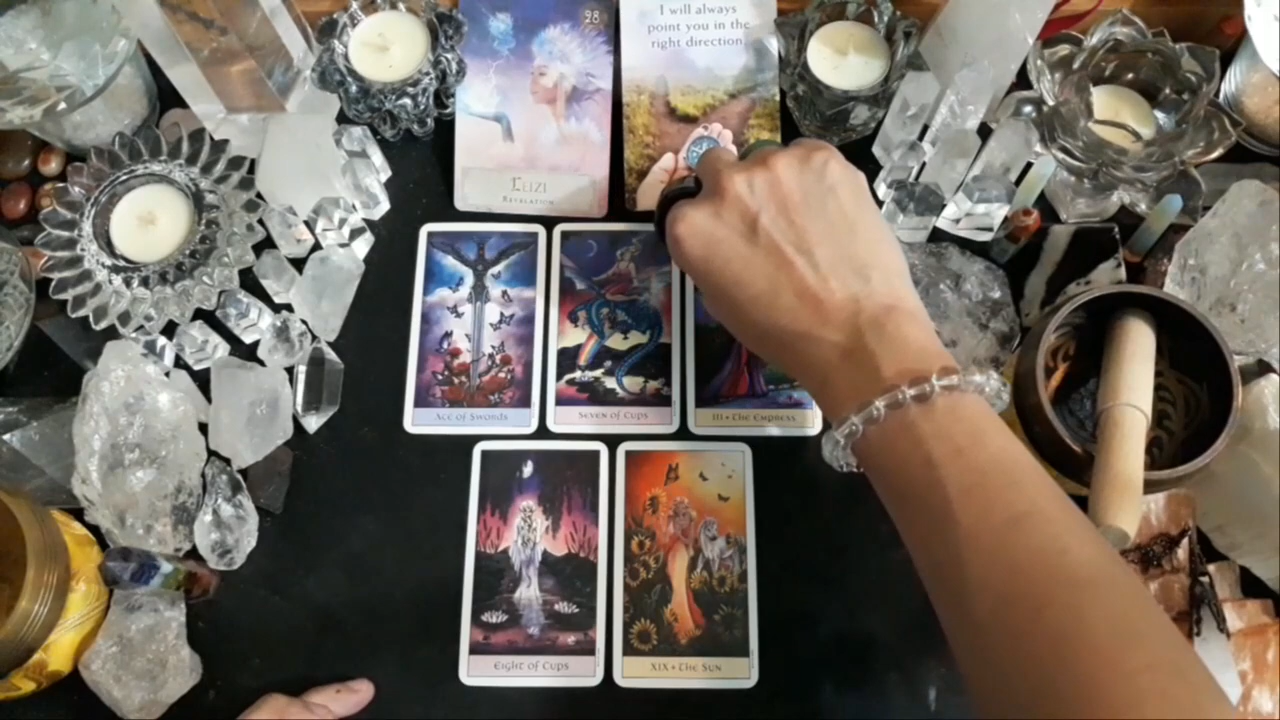 28
I will always
point you in the
right direction
LEIZI
REVELATION
Ace of Swords
Seven of Cups
III • The Empress
Eight of Cups
XIX • The Sun